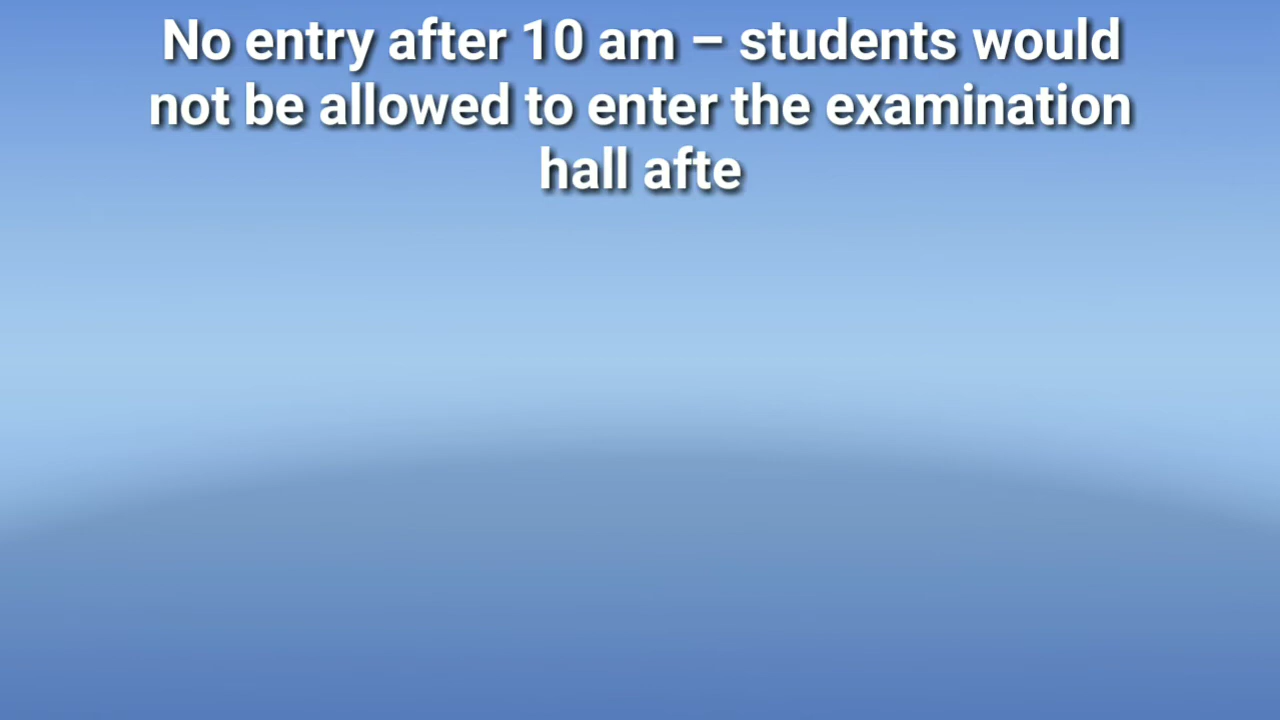 No entry after 10 am – students would
not be allowed to enter the examination
hall afte